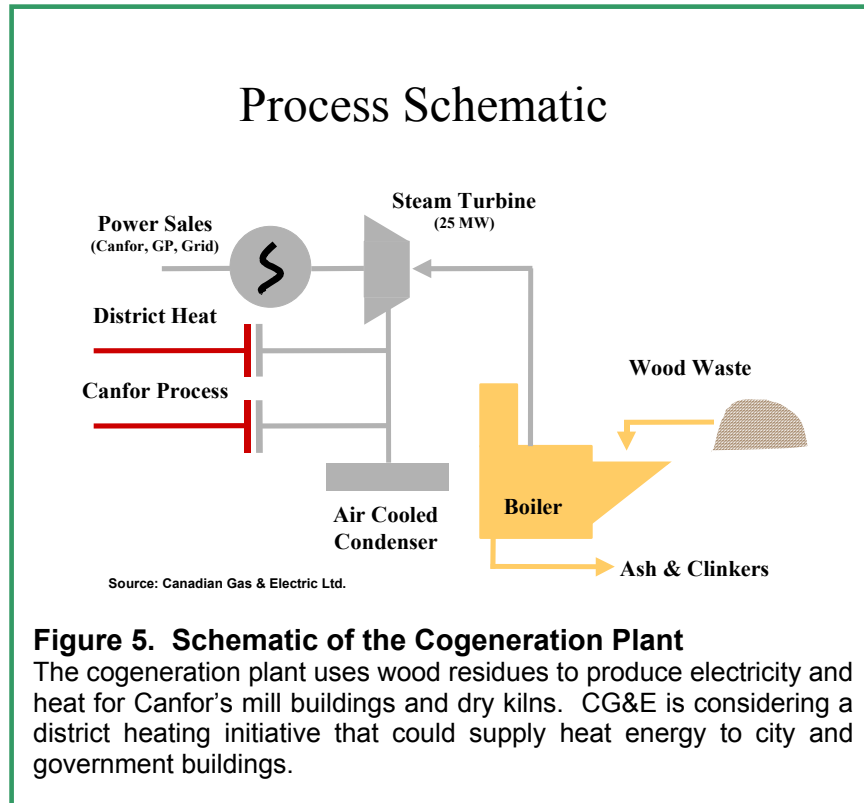 Process Schematic
Steam Turbine
(25 MW)
Power Sales
(Canfor, GP, Grid)
District Heat
Canfor Process
Wood Waste
Boiler
Air Cooled
Condenser
Ash & Clinkers
Source: Canadian Gas & Electric Ltd.
Figure 5.  Schematic of the Cogeneration Plant
The cogeneration plant uses wood residues to produce electricity and
heat for Canfor's mill buildings and dry kilns.  CG&E is considering a
district heating initiative that could supply heat energy to city and
government buildings.